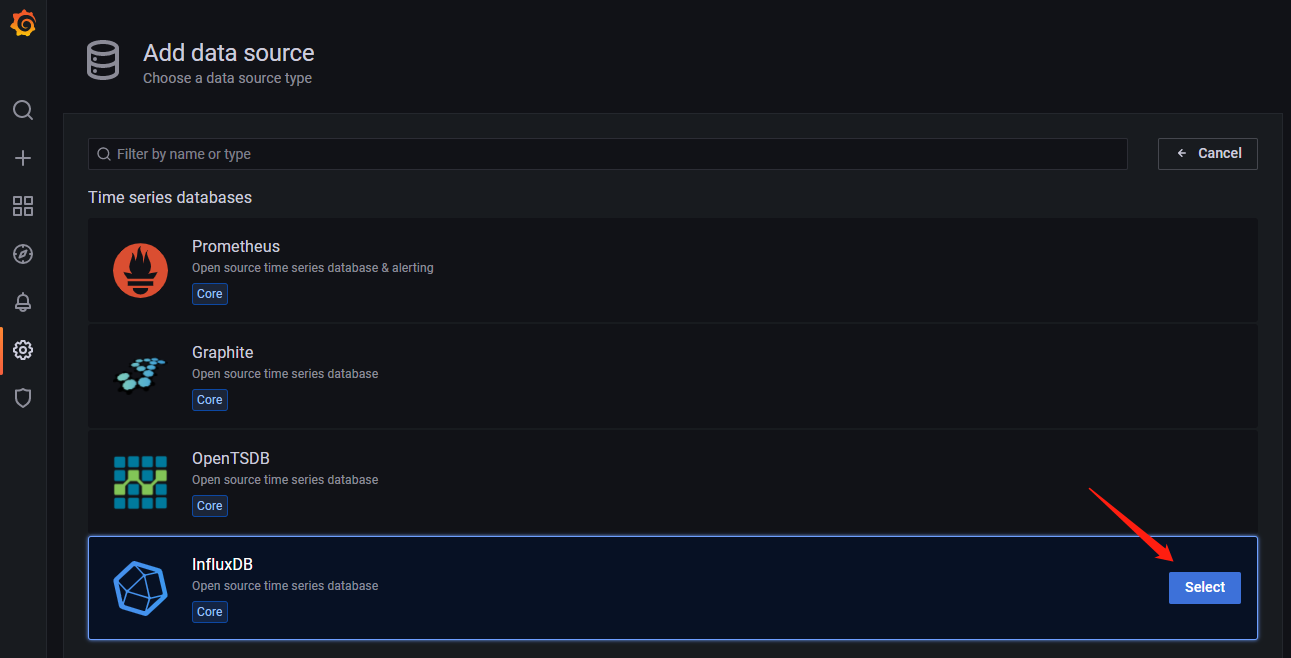 Add data source
Choose a data source type
Filter by name or type
Cancel
Time series databases
Prometheus
Open source time series database & alerting
Core
Graphite
Open source time series database
Core
OpenTSDB
Open source time series database
Core
InfluxDB
Open source time series database
Core
Select